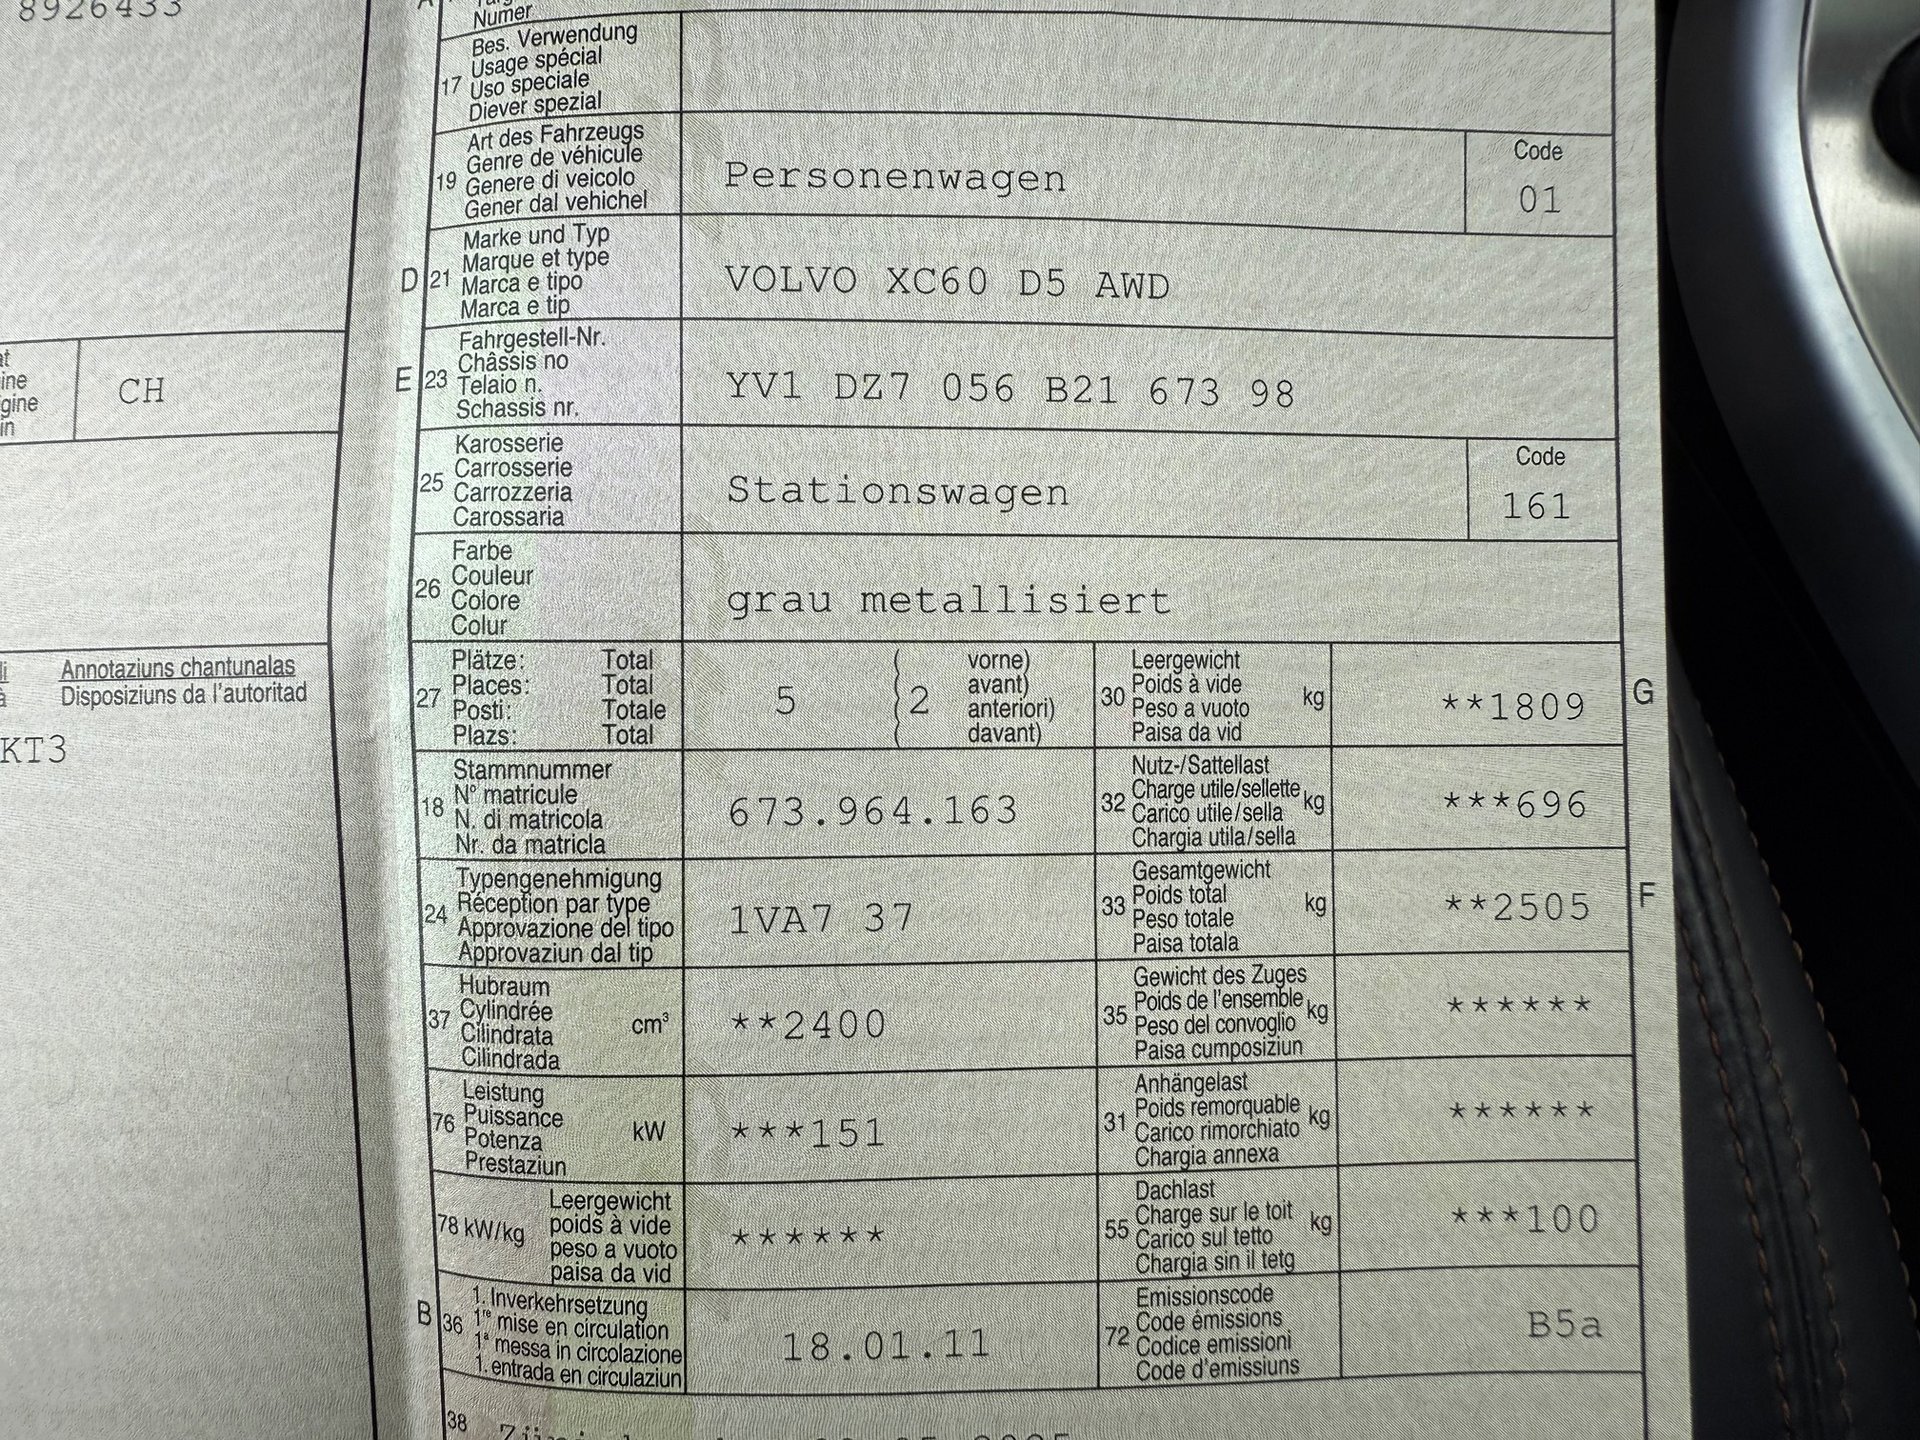 8926433
CH
Annotaziuns chantunalas
Disposiziuns da l'autoritad
KT3
Numer
17 Bes. Verwendung
Usage spécial
Uso speciale
Diever spezial
19 Art des Fahrzeugs
Genre de véhicule
Genere di veicolo
Gener dal vehichel
Personenwagen
Code
01
D 21 Marke und Typ
Marque et type
Marca e tipo
Marca e tip
VOLVO XC60 D5 AWD
E 23 Fahrgestell-Nr.
Châssis no
Telaio n.
Schassis nr.
YV1 DZ7 056 B21 673 98
25 Karosserie
Carrosserie
Carrozzeria
Carossaria
Stationswagen
Code
161
26 Farbe
Couleur
Colore
Colur
grau metallisiert
27 Plätze: Total
Places: Total
Posti: Totale
Plazs: Total
5 (2 vorne)
avant)
anteriori)
davant)
30 Leergewicht
Poids à vide kg
Peso a vuoto
Paisa da vid
**1809 G
18 Stammnummer
N° matricule
N. di matricola
Nr. da matricla
673.964.163
32 Nutz-/Sattellast
Charge utile/sellette kg
Carico utile/sella
Chargia utila/sella
***696
24 Typengenehmigung
Réception par type
Approvazione del tipo
Approvaziun dal tip
1VA7 37
33 Gesamtgewicht
Poids total kg
Peso totale
Paisa totala
**2505 F
37 Hubraum
Cylindrée cm³
Cilindrata
Cilindrada
**2400
35 Gewicht des Zuges
Poids de l'ensemble kg
Peso del convoglio
Paisa cumposiziun
******
76 Leistung
Puissance kW
Potenza
Prestaziun
***151
31 Anhängelast
Poids remorquable kg
Carico rimorchiato
Chargia annexa
******
78 kW/kg Leergewicht
poids à vide
peso a vuoto
paisa da vid
******
55 Dachlast
Charge sur le toit kg
Carico sul tetto
Chargia sin il tetg
***100
B 36 1. Inverkehrsetzung
1re mise en circulation
1a messa in circolazione
1. entrada en circulaziun
18.01.11
72 Emissionscode
Code émissions
Codice emissioni
Code d'emissiuns
B5a
38